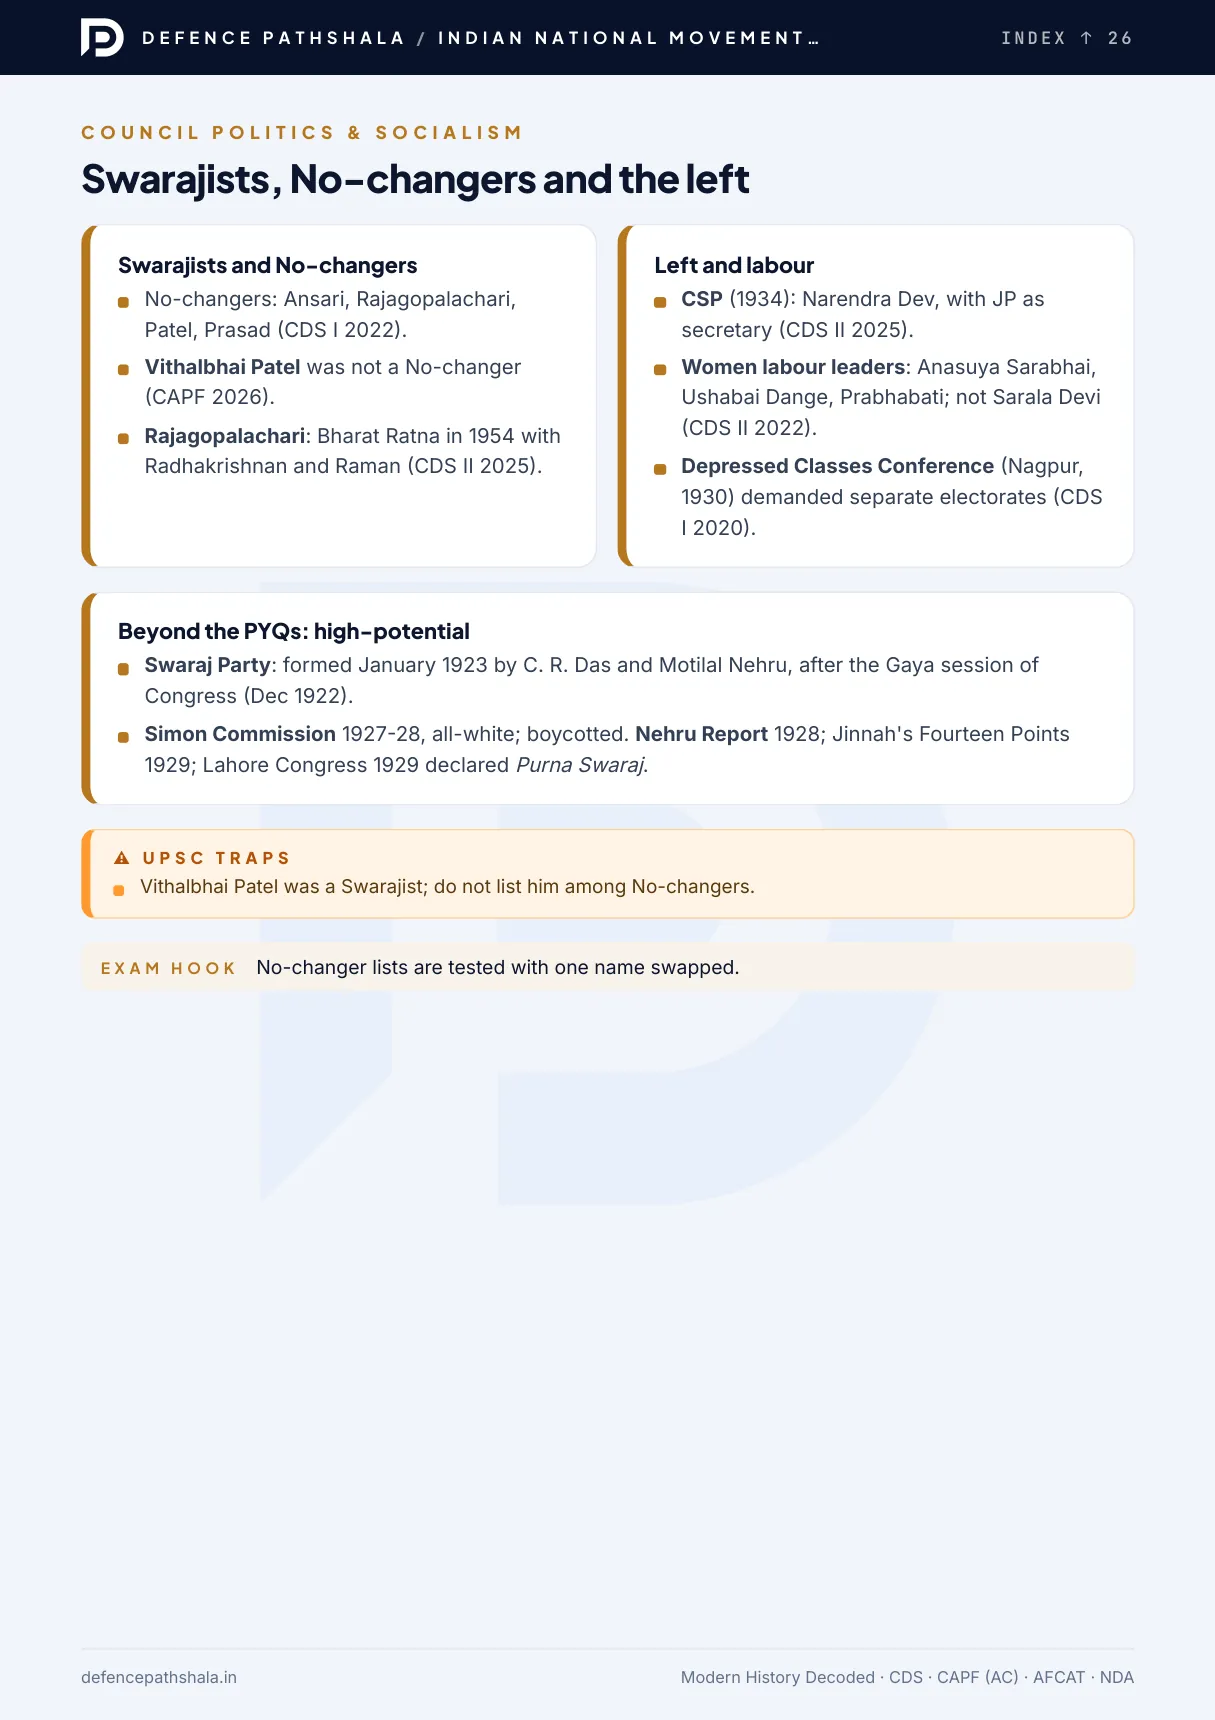 DEFENCE PATHSHALA / INDIAN NATIONAL MOVEMENT…
INDEX ↑ 26
COUNCIL POLITICS & SOCIALISM
Swarajists, No-changers and the left
Swarajists and No-changers
No-changers: Ansari, Rajagopalachari,
Patel, Prasad (CDS I 2022).
Vithalbhai Patel was not a No-changer
(CAPF 2026).
Rajagopalachari: Bharat Ratna in 1954 with
Radhakrishnan and Raman (CDS II 2025).
Left and labour
CSP (1934): Narendra Dev, with JP as
secretary (CDS II 2025).
Women labour leaders: Anasuya Sarabhai,
Ushabai Dange, Prabhabati; not Sarala Devi
(CDS II 2022).
Depressed Classes Conference (Nagpur,
1930) demanded separate electorates (CDS
I 2020).
Beyond the PYQs: high-potential
Swaraj Party: formed January 1923 by C. R. Das and Motilal Nehru, after the Gaya session of
Congress (Dec 1922).
Simon Commission 1927-28, all-white; boycotted. Nehru Report 1928; Jinnah's Fourteen Points
1929; Lahore Congress 1929 declared Purna Swaraj.
⚠ UPSC TRAPS
Vithalbhai Patel was a Swarajist; do not list him among No-changers.
EXAM HOOK No-changer lists are tested with one name swapped.
defencepathshala.in
Modern History Decoded · CDS · CAPF (AC) · AFCAT · NDA